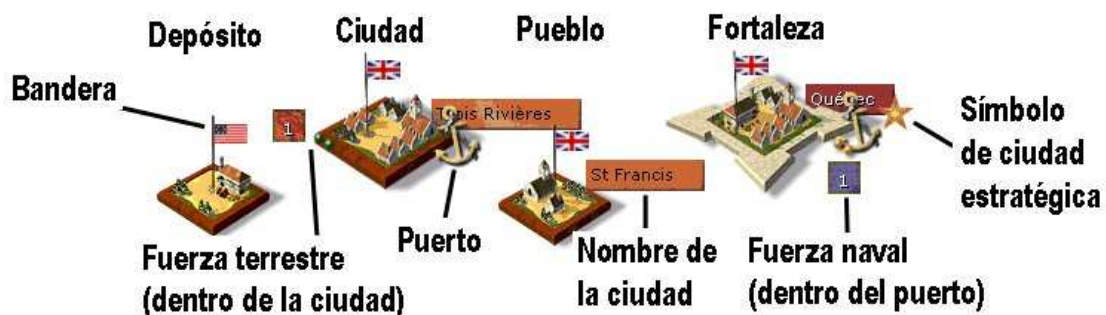 Depósito
Ciudad
Pueblo
Fortaleza
Bandera
1
Trois Rivières
Québec
Símbolo
de ciudad
estratégica
St Francis
1
Puerto
Fuerza terrestre
(dentro de la ciudad)
Nombre de
la ciudad
Fuerza naval
(dentro del puerto)